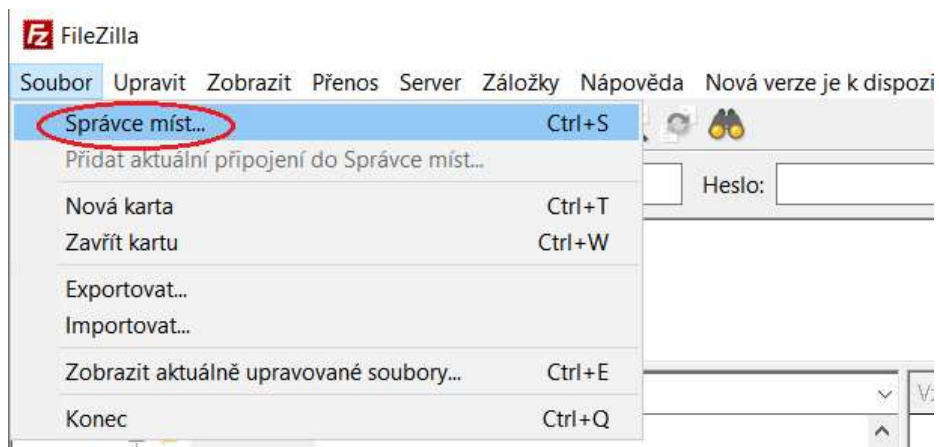 FileZilla
Soubor Upravit Zobrazit Přenos Server Záložky Nápověda Nová verze je k dispozi
Správce míst... Ctrl+S
Přidat aktuální připojení do Správce míst...
Heslo:
Nová karta Ctrl+T
Zavřít kartu Ctrl+W
Exportovat...
Importovat...
Zobrazit aktuálně upravované soubory... Ctrl+E
Konec Ctrl+Q